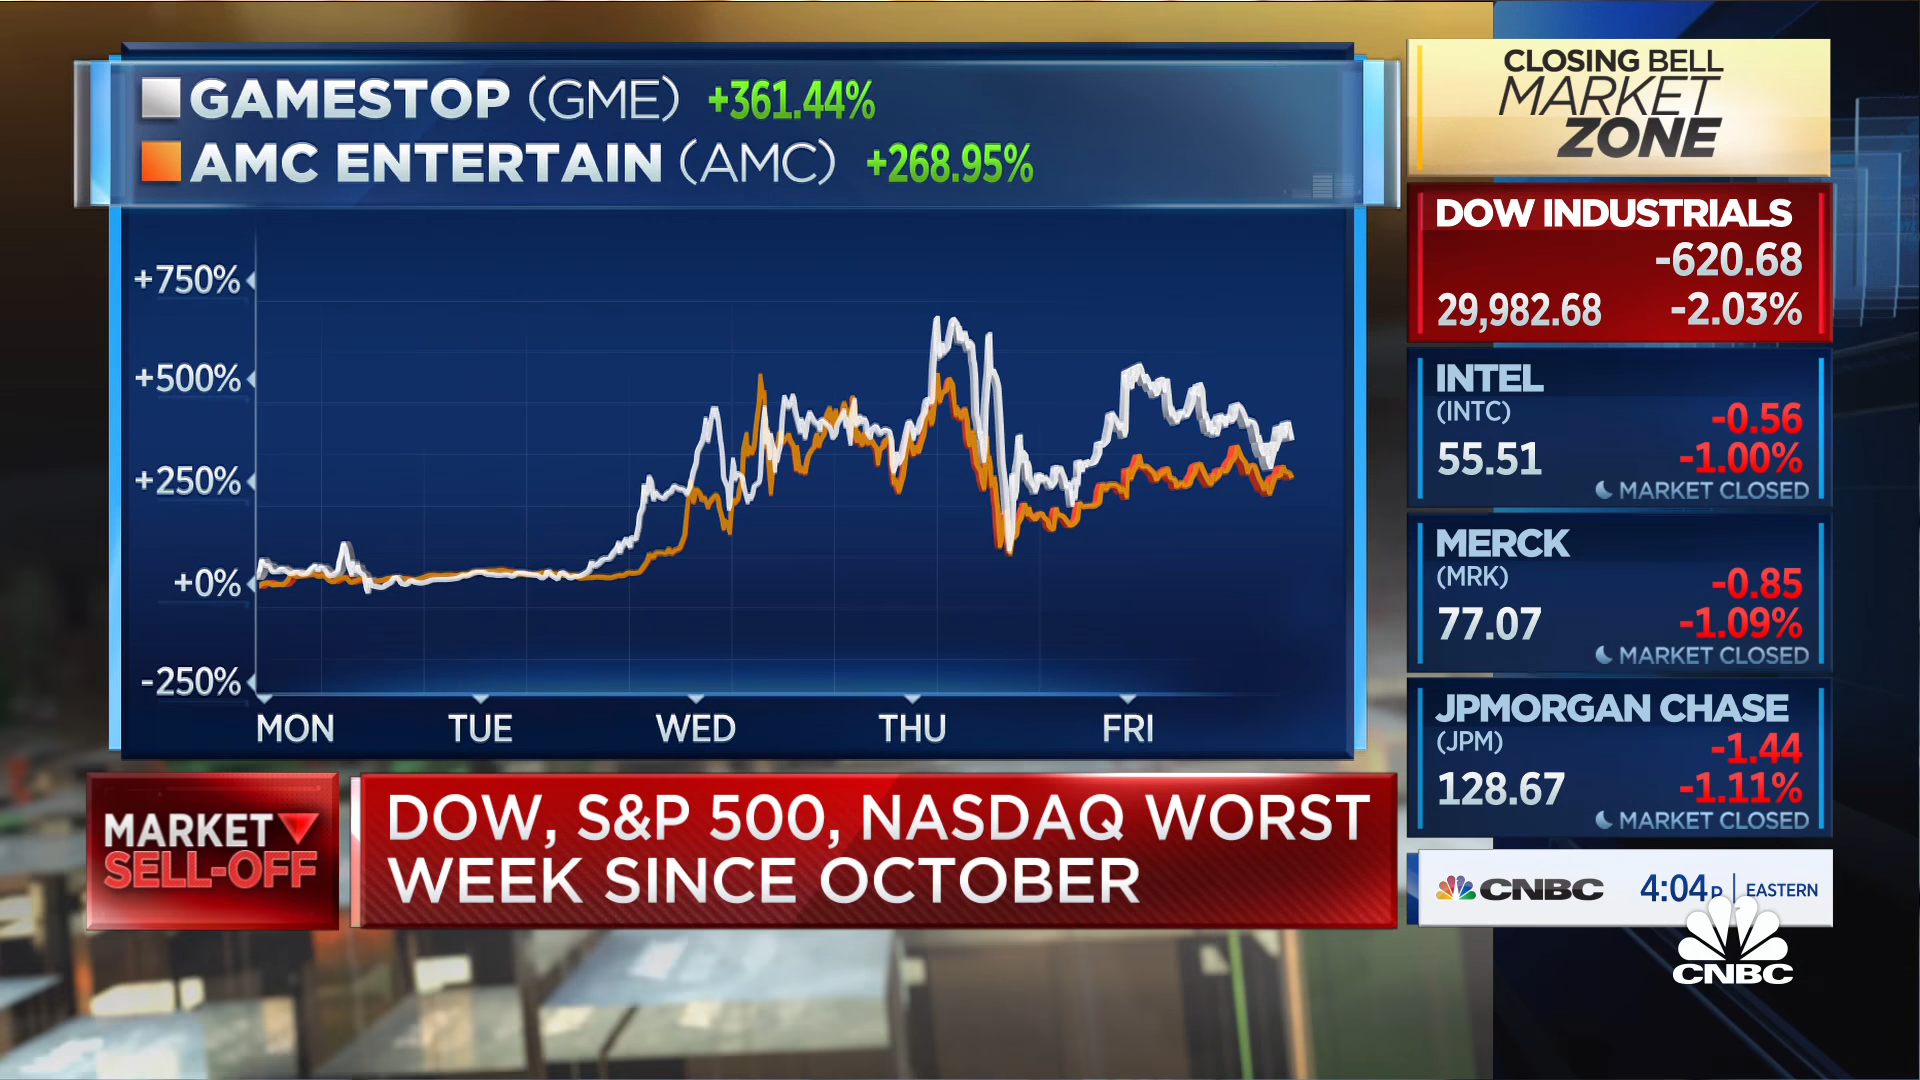 GAMESTOP (GME) +361.44%
AMC ENTERTAIN (AMC) +268.95%
+750%
+500%
+250%
+0%
-250%
MON TUE WED THU FRI
MARKET
SELL-OFF
DOW, S&P 500, NASDAQ WORST
WEEK SINCE OCTOBER
CLOSING BELL
MARKET
ZONE
DOW INDUSTRIALS
-620.68
29,982.68 -2.03%
INTEL
(INTC) -0.56
55.51 -1.00%
MARKET CLOSED
MERCK
(MRK) -0.85
77.07 -1.09%
MARKET CLOSED
JPMORGAN CHASE
(JPM) -1.44
128.67 -1.11%
MARKET CLOSED
CNBC 4:04P EASTERN
CNBC